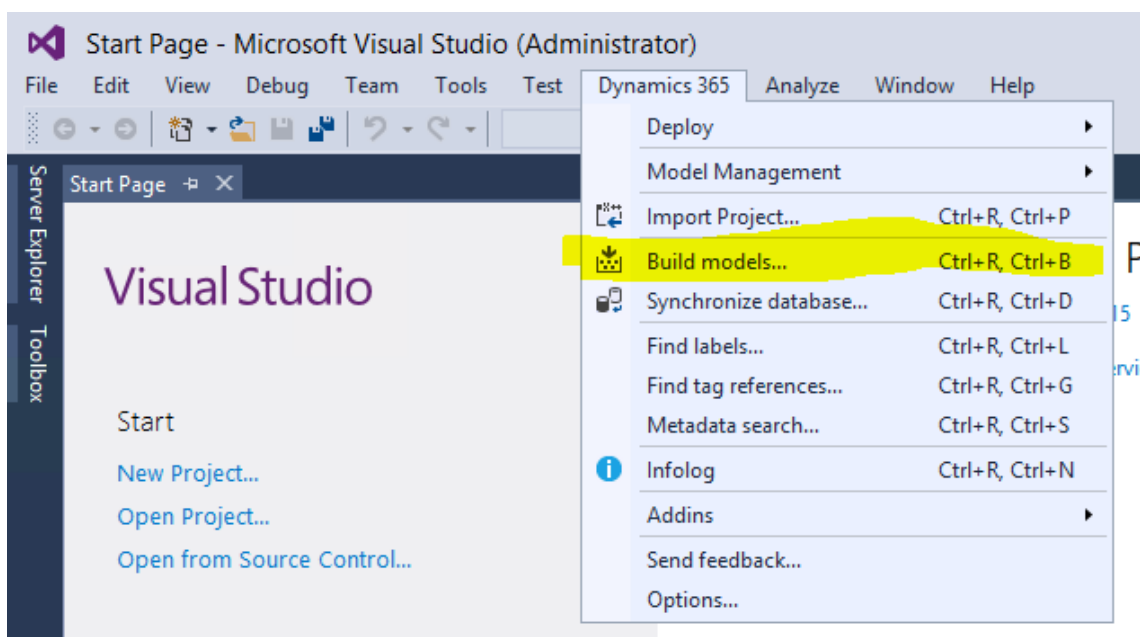 Start Page - Microsoft Visual Studio (Administrator)
File Edit View Debug Team Tools Test Dynamics 365 Analyze Window Help
Server Explorer
Toolbox
Start Page
Visual Studio
Start
New Project...
Open Project...
Open from Source Control...
Deploy
Model Management
Import Project... Ctrl+R, Ctrl+P
Build models... Ctrl+R, Ctrl+B
Synchronize database... Ctrl+R, Ctrl+D
Find labels... Ctrl+R, Ctrl+L
Find tag references... Ctrl+R, Ctrl+G
Metadata search... Ctrl+R, Ctrl+S
Infolog Ctrl+R, Ctrl+N
Addins
Send feedback...
Options...